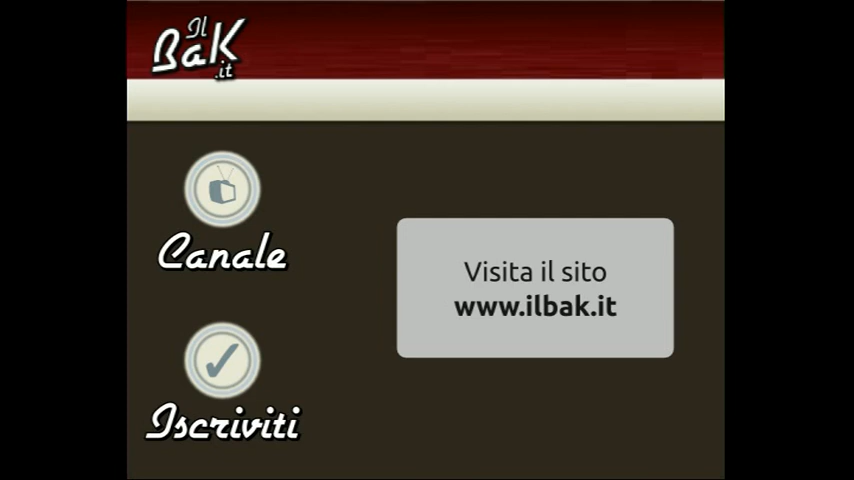 Il
BaK
.it
Canale
Visita il sito
www.ilbak.it
Iscriviti